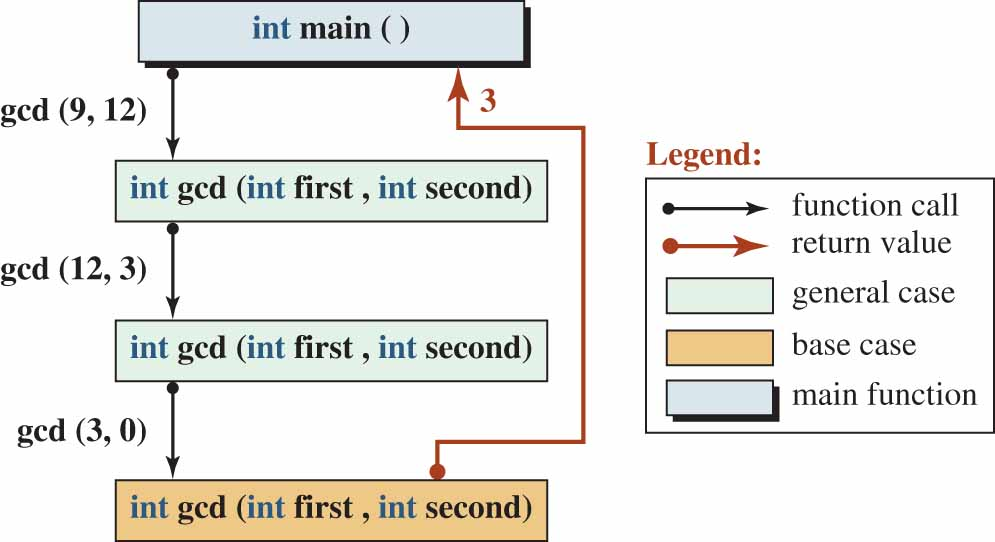 int main ( )
gcd (9, 12)
3
int gcd (int first , int second)
gcd (12, 3)
int gcd (int first , int second)
gcd (3, 0)
int gcd (int first , int second)
Legend:
function call
return value
general case
base case
main function